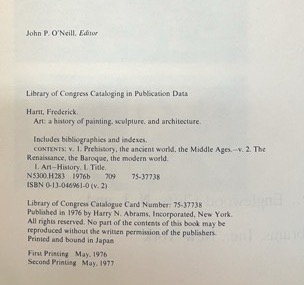 John P. O'Neill, Editor
Library of Congress Cataloging in Publication Data
Hartt, Frederick.
Art: a history of painting, sculpture, and architecture.
Includes bibliographies and indexes.
CONTENTS: v. 1. Prehistory, the ancient world, the Middle Ages.–v. 2. The
Renaissance, the Baroque, the modern world.
1. Art–History. I. Title.
N5300.H283 1976b 709 75-37738
ISBN 0-13-046961-0 (v. 2)
Library of Congress Catalogue Card Number: 75-37738
Published in 1976 by Harry N. Abrams, Incorporated, New York.
All rights reserved. No part of the contents of this book may be
reproduced without the written permission of the publishers.
Printed and bound in Japan
First Printing May, 1976
Second Printing May, 1977